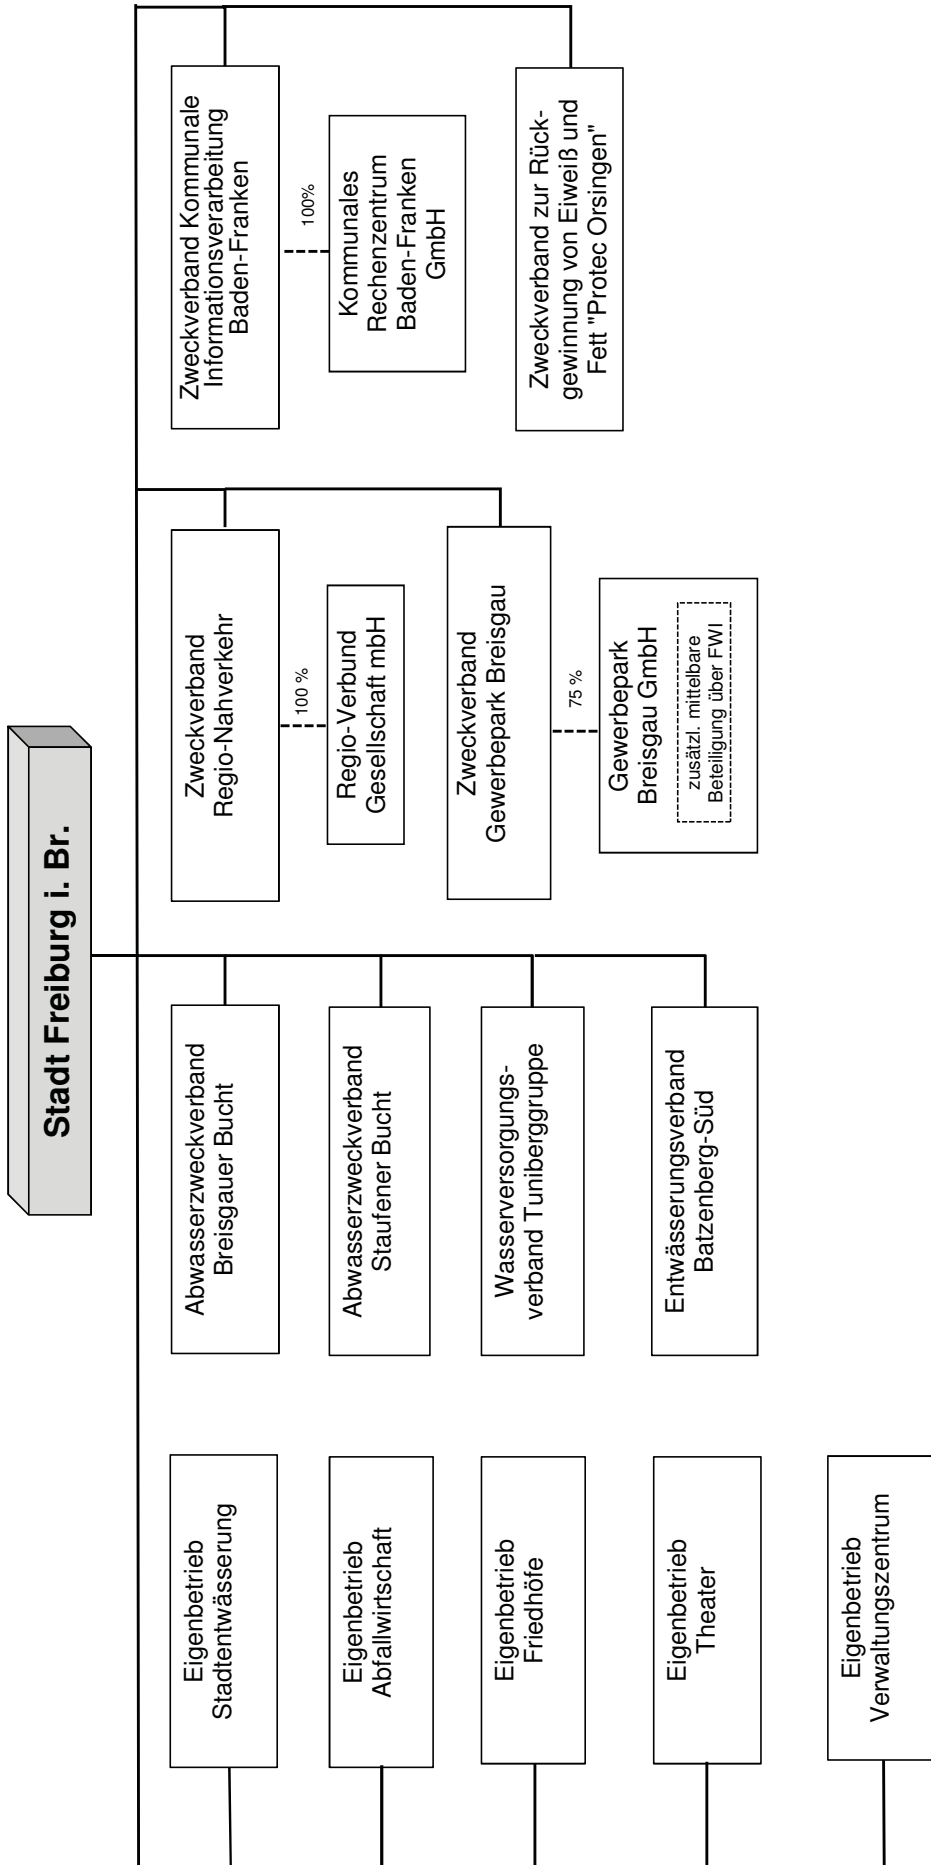 Stadt Freiburg i. Br.
Eigenbetrieb
Stadtentwässerung
Eigenbetrieb
Abfallwirtschaft
Eigenbetrieb
Friedhöfe
Eigenbetrieb
Theater
Eigenbetrieb
Verwaltungszentrum
Abwasserzweckverband
Breisgauer Bucht
Abwasserzweckverband
Staufener Bucht
Wasserversorgungs-
verband Tuniberggruppe
Entwässerungsverband
Batzenberg-Süd
Zweckverband
Regio-Nahverkehr
100 %
Regio-Verbund
Gesellschaft mbH
Zweckverband
Gewerbepark Breisgau
75 %
Gewerbepark
Breisgau GmbH
zusätzl. mittelbare
Beteiligung über FWI
Zweckverband Kommunale
Informationsverarbeitung
Baden-Franken
100%
Kommunales
Rechenzentrum
Baden-Franken
GmbH
Zweckverband zur Rück-
gewinnung von Eiweiß und
Fett "Protec Orsingen"